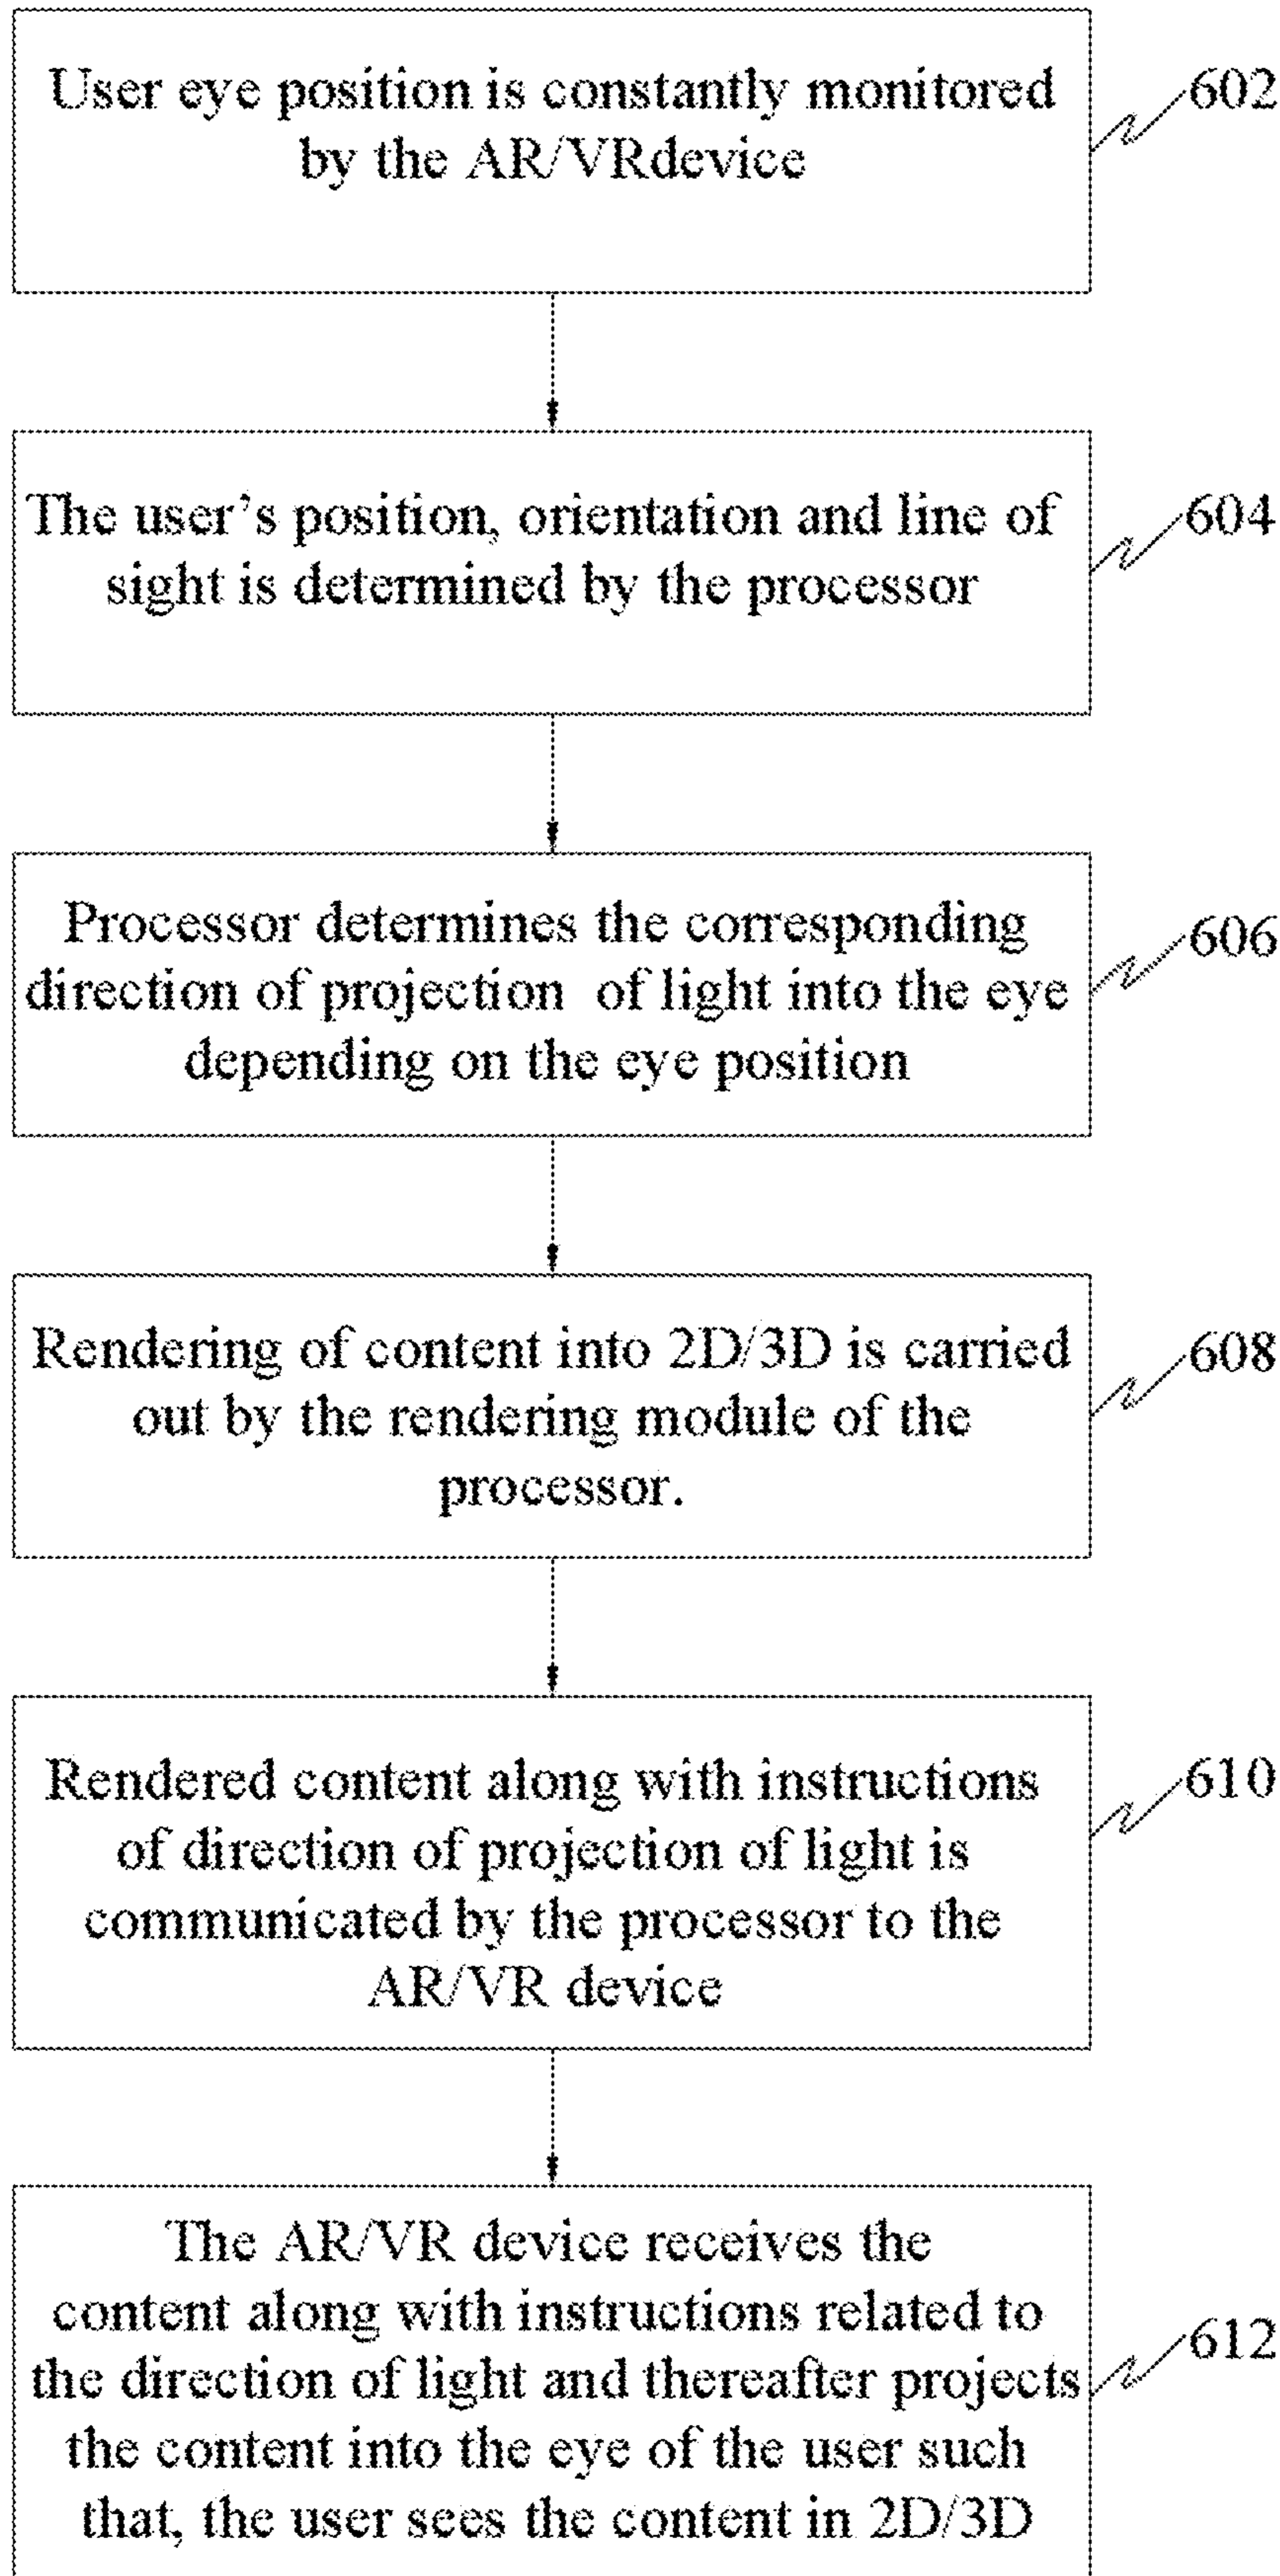 User eye position is constantly monitored
by the AR/VRdevice
602
The user’s position, orientation and line of
sight is determined by the processor
604
Processor determines the corresponding
direction of projection of light into the eye
depending on the eye position
606
Rendering of content into 2D/3D is carried
out by the rendering module of the
processor.
608
Rendered content along with instructions
of direction of projection of light is
communicated by the processor to the
AR/VR device
610
The AR/VR device receives the
content along with instructions related to
the direction of light and thereafter projects
the content into the eye of the user such
that, the user sees the content in 2D/3D
612